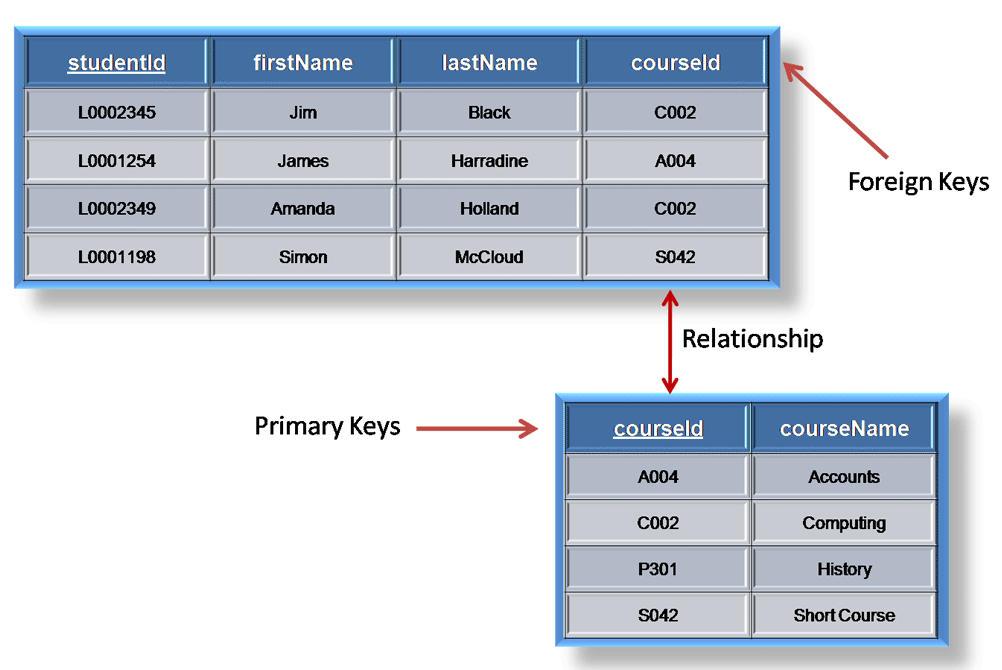 studentId firstName lastName courseId
L0002345 Jim Black C002
L0001254 James Harradine A004
L0002349 Amanda Holland C002
L0001198 Simon McCloud S042
Foreign Keys
Relationship
Primary Keys
courseId courseName
A004 Accounts
C002 Computing
P301 History
S042 Short Course